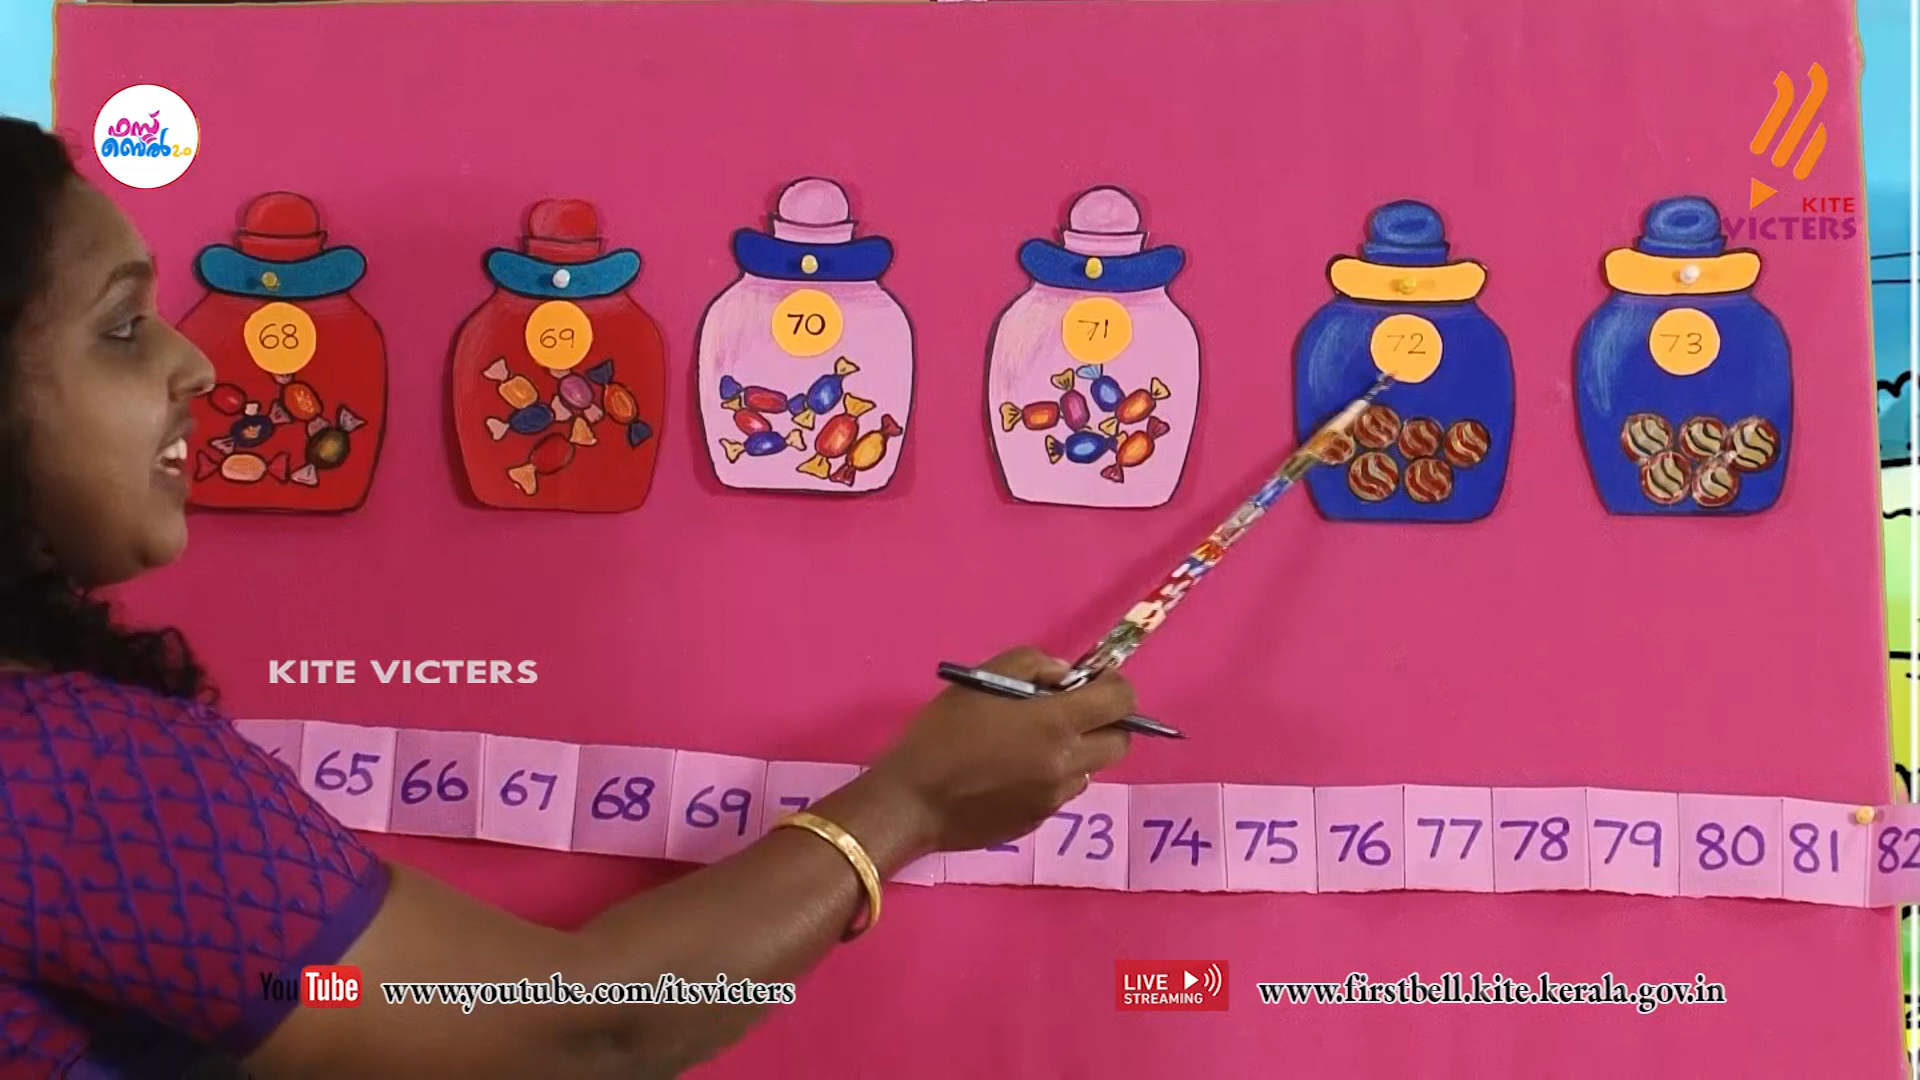 ഫസ്റ്റ്
ബെൽ 2.0
KITE
VICTERS
68
69
70
71
72
73
KITE VICTERS
65 66 67 68 69 73 74 75 76 77 78 79 80 81 82
YouTube www.youtube.com/itsvicters
LIVE
STREAMING
www.firstbell.kite.kerala.gov.in